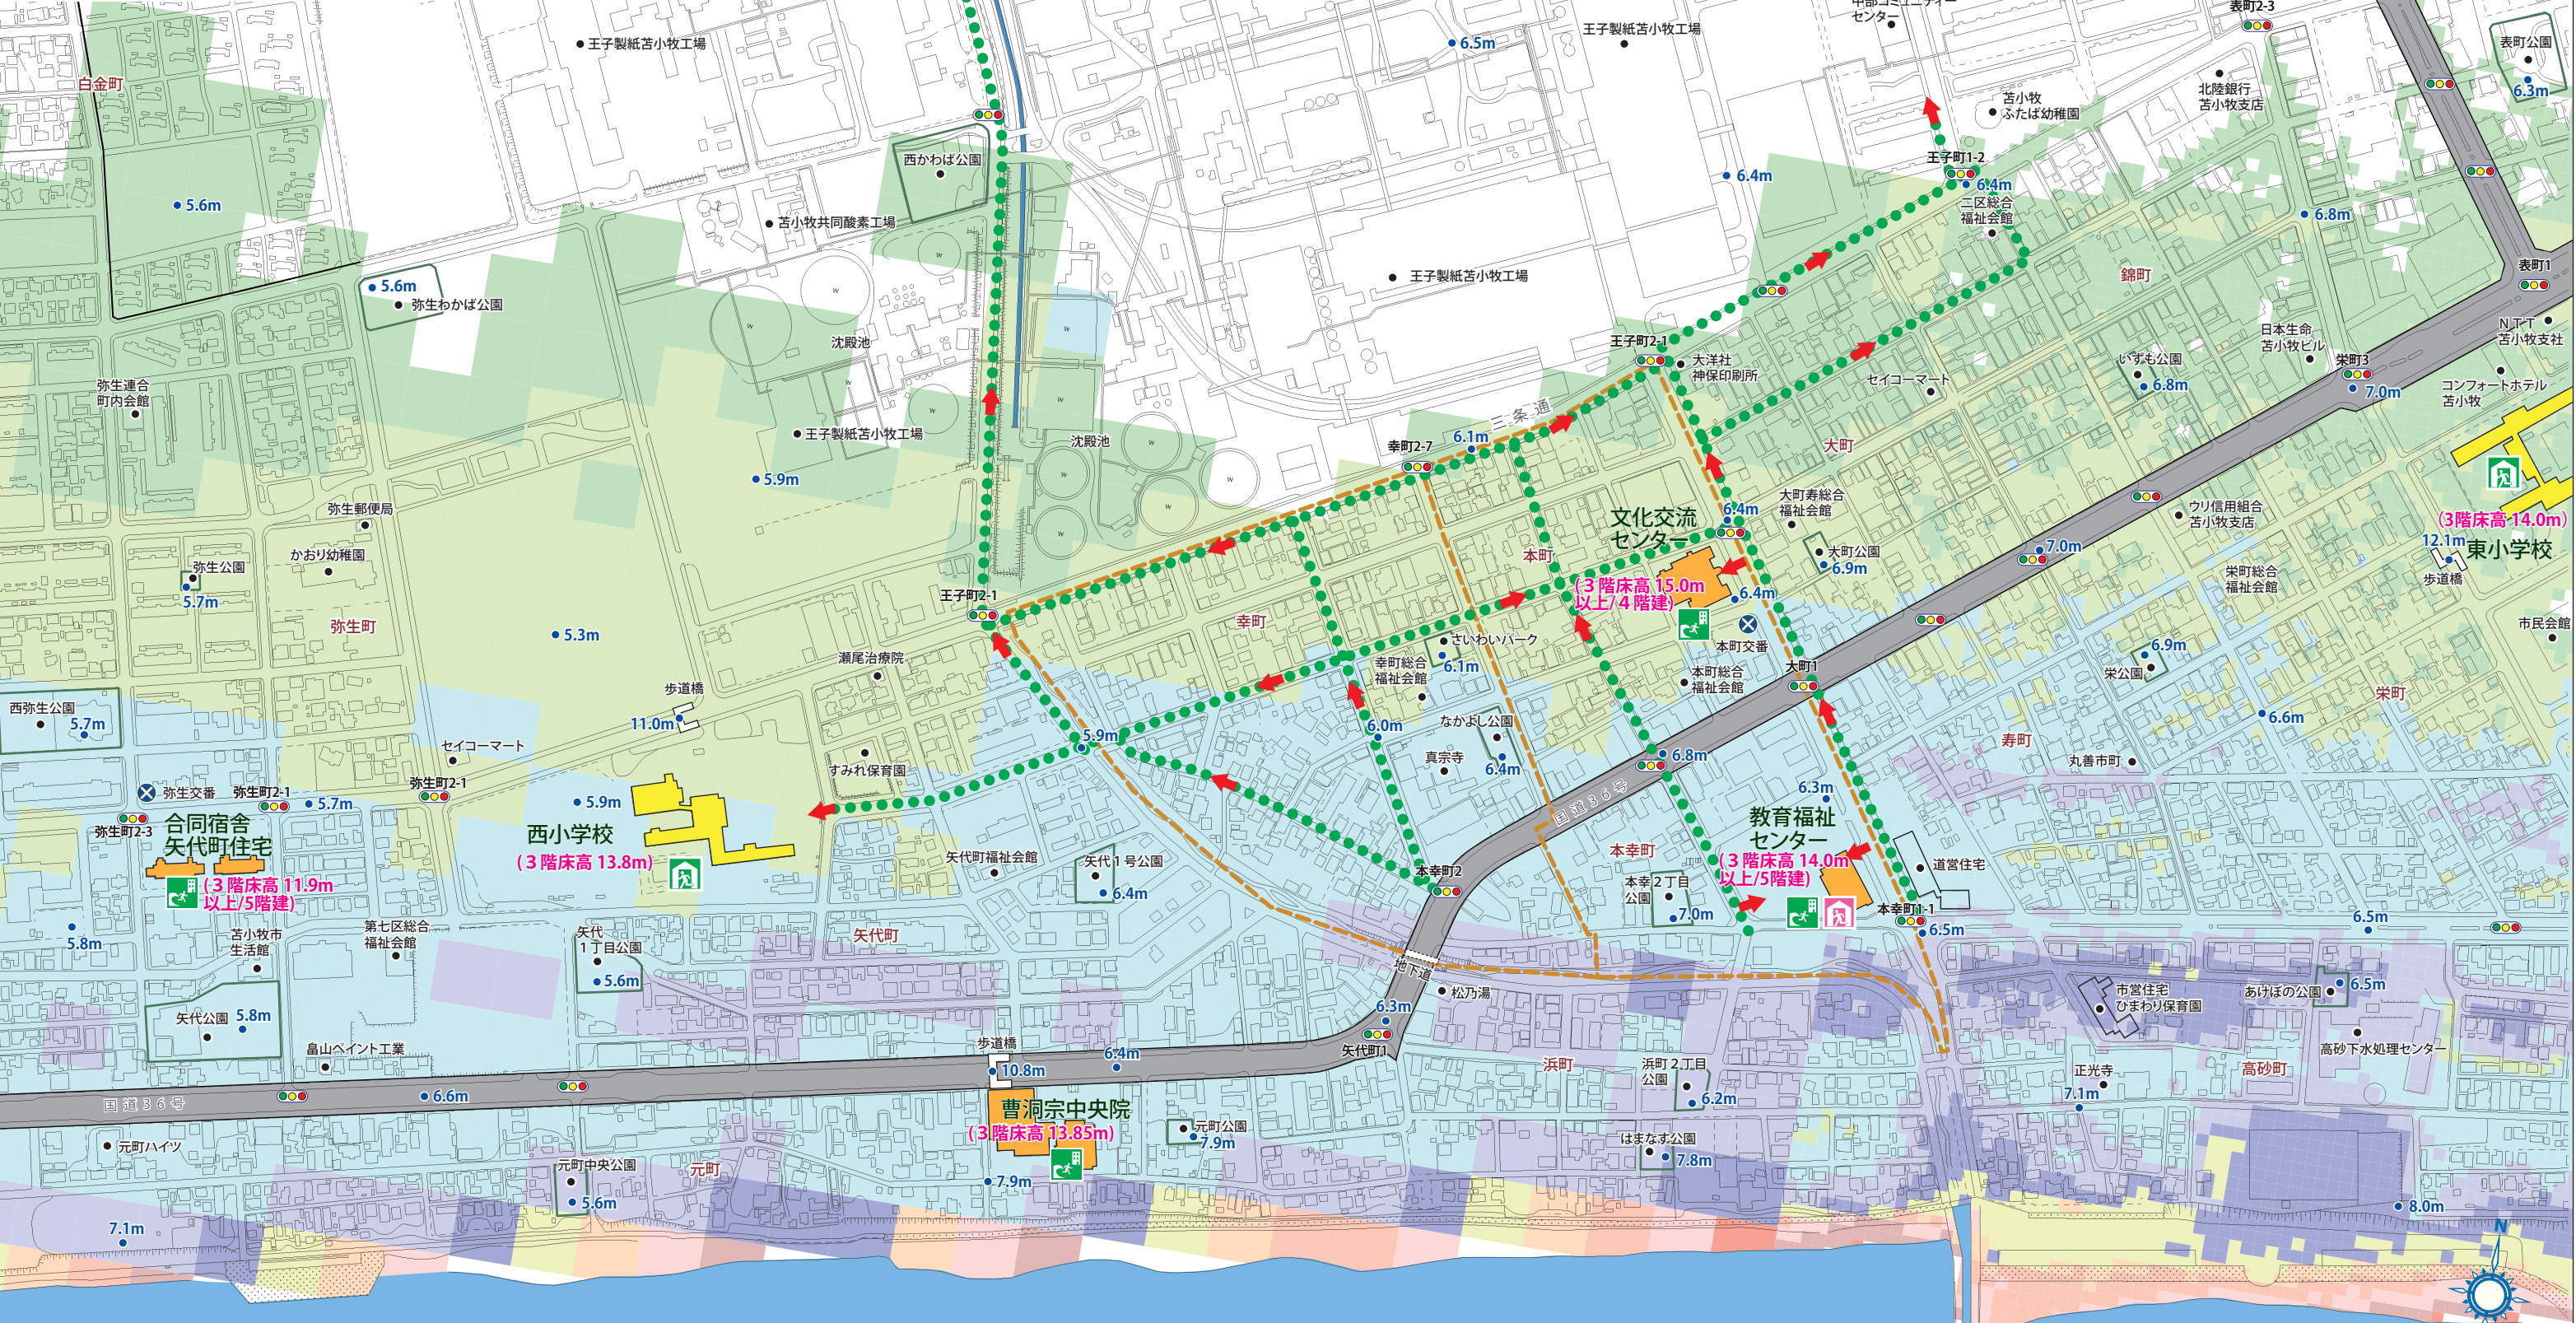 中部コミュニティー
センター
表町2-3
王子製紙苫小牧工場
6.5m
王子製紙苫小牧工場
表町公園
6.3m
白金町
北陸銀行
苫小牧支店
苫小牧
ふたば幼稚園
西かわば公園
王子町1-2
6.4m
6.4m
二区総合
福祉会館
5.6m
苫小牧共同酸素工場
6.8m
錦町
表町1
5.6m
弥生わかば公園
王子製紙苫小牧工場
沈殿池
王子町2-1
大洋社
神保印刷所
日本生命
苫小牧ビル
NTT
苫小牧支社
いずも公園
6.8m
栄町3
7.0m
セイコーマート
コンフォートホテル
苫小牧
弥生連合
町内会館
三条通
王子製紙苫小牧工場
沈殿池
幸町2-7
6.1m
大町
5.9m
弥生郵便局
文化交流
センター
6.4m
大町寿総合
福祉会館
ウリ信用組合
苫小牧支店
(3階床高 14.0m)
東小学校
12.1m
歩道橋
かおり幼稚園
弥生公園
5.7m
本町
(3階床高 15.0m
以上/4階建)
大町公園
6.9m
7.0m
栄町総合
福祉会館
6.4m
王子町2-1
弥生町
5.3m
幸町
さいわいパーク
6.1m
本町交番
市民会館
瀬尾治療院
幸町総合
福祉会館
本町総合
福祉会館
大町1
6.9m
栄公園
栄町
歩道橋
11.0m
西弥生公園
5.7m
6.0m
なかよし公園
6.4m
6.6m
寿町
5.9m
セイコーマート
真宗寺
6.8m
丸善市町
すみれ保育園
弥生町2-1
弥生交番
弥生町2-1
5.7m
5.9m
国道36号
6.3m
弥生町2-3
合同宿舎
矢代町住宅
西小学校
(3階床高 13.8m)
教育福祉
センター
(3階床高 14.0m
以上/5階建)
本幸町
道営住宅
矢代町福祉会館
矢代1号公園
6.4m
本幸町2
(3階床高 11.9m
以上/5階建)
本幸2丁目
公園
7.0m
本幸町1-1
6.5m
6.5m
5.8m
苫小牧市
生活館
第七区総合
福祉会館
矢代
1丁目公園
5.6m
矢代町
地下道
松乃湯
市営住宅
ひまわり保育園
あけぼの公園
6.5m
矢代公園
5.8m
6.3m
矢代町1
畠山ペイント工業
歩道橋
10.8m
6.4m
浜町
浜町2丁目
公園
6.2m
高砂下水処理センター
高砂町
正光寺
7.1m
国道36号
6.6m
曹洞宗中央院
(3階床高 13.85m)
元町公園
7.9m
はまなす公園
7.8m
元町ハイツ
元町中央公園
5.6m
元町
7.9m
7.1m
8.0m
N